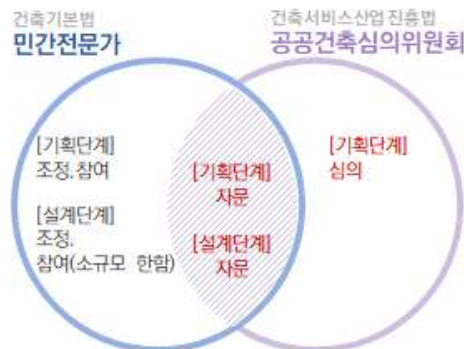 건축기본법
민간전문가
건축서비스산업 진흥법
공공건축심의위원회
[기획단계]
조정, 참여
[설계단계]
조정,
참여(소규모 한함)
[기획단계]
자문
[설계단계]
자문
[기획단계]
심의